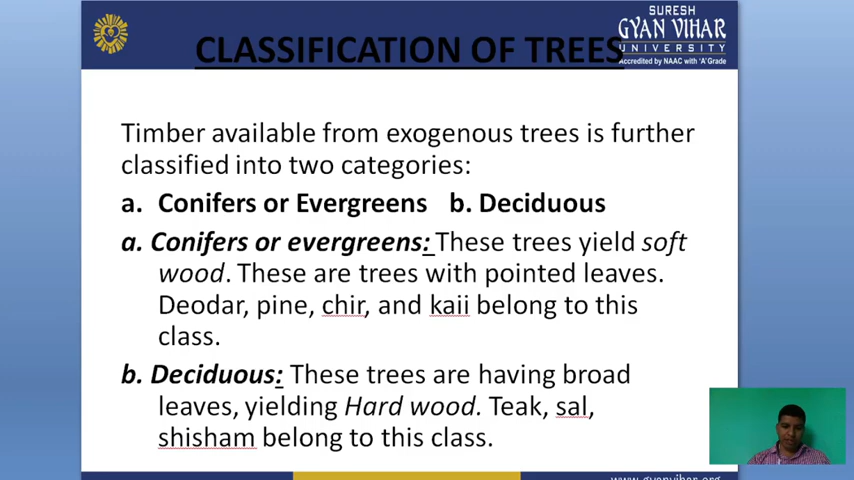 SURESH
GYAN VIHAR
UNIVERSITY
Accredited by NAAC with 'A' Grade
CLASSIFICATION OF TREES
Timber available from exogenous trees is further
classified into two categories:
a. Conifers or Evergreens b. Deciduous
a. Conifers or evergreens: These trees yield soft
wood. These are trees with pointed leaves.
Deodar, pine, chir, and kaii belong to this
class.
b. Deciduous: These trees are having broad
leaves, yielding Hard wood. Teak, sal,
shisham belong to this class.
www.gyanvihar.org